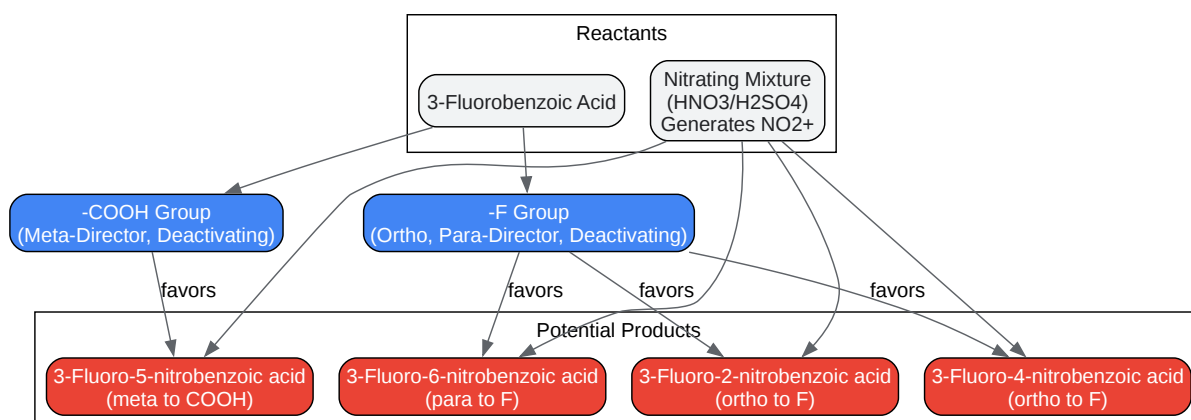 Reactants
3-Fluorobenzoic Acid
Nitrating Mixture
(HNO3/H2SO4)
Generates NO2+
-COOH Group
(Meta-Director, Deactivating)
-F Group
(Ortho, Para-Director, Deactivating)
favors
favors
favors
favors
Potential Products
3-Fluoro-5-nitrobenzoic acid
(meta to COOH)
3-Fluoro-6-nitrobenzoic acid
(para to F)
3-Fluoro-2-nitrobenzoic acid
(ortho to F)
3-Fluoro-4-nitrobenzoic acid
(ortho to F)